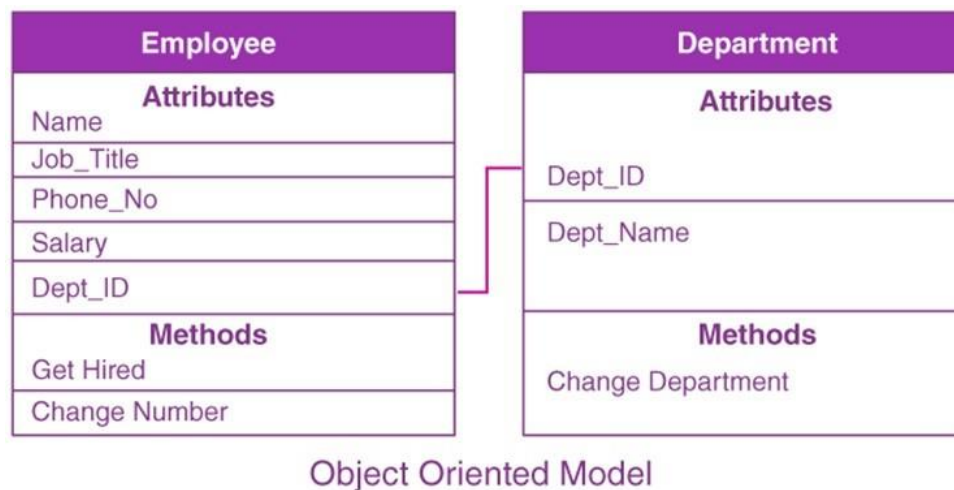 Employee
Attributes
Name
Job_Title
Phone_No
Salary
Dept_ID
Methods
Get Hired
Change Number
Department
Attributes
Dept_ID
Dept_Name
Methods
Change Department
Object Oriented Model